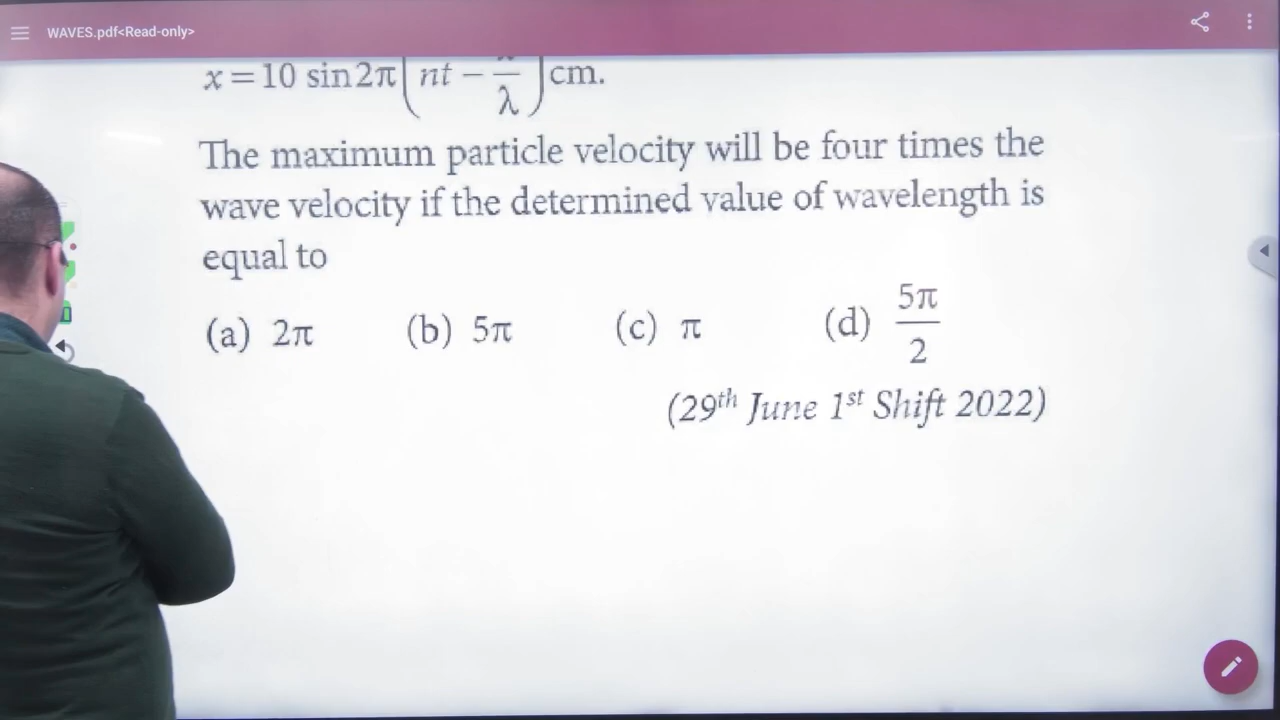 WAVES.pdf<Read-only>
x = 10 sin2π(nt − —/λ) cm.
The maximum particle velocity will be four times the
wave velocity if the determined value of wavelength is
equal to
(a) 2π (b) 5π (c) π (d) 5π/2
(29th June 1st Shift 2022)